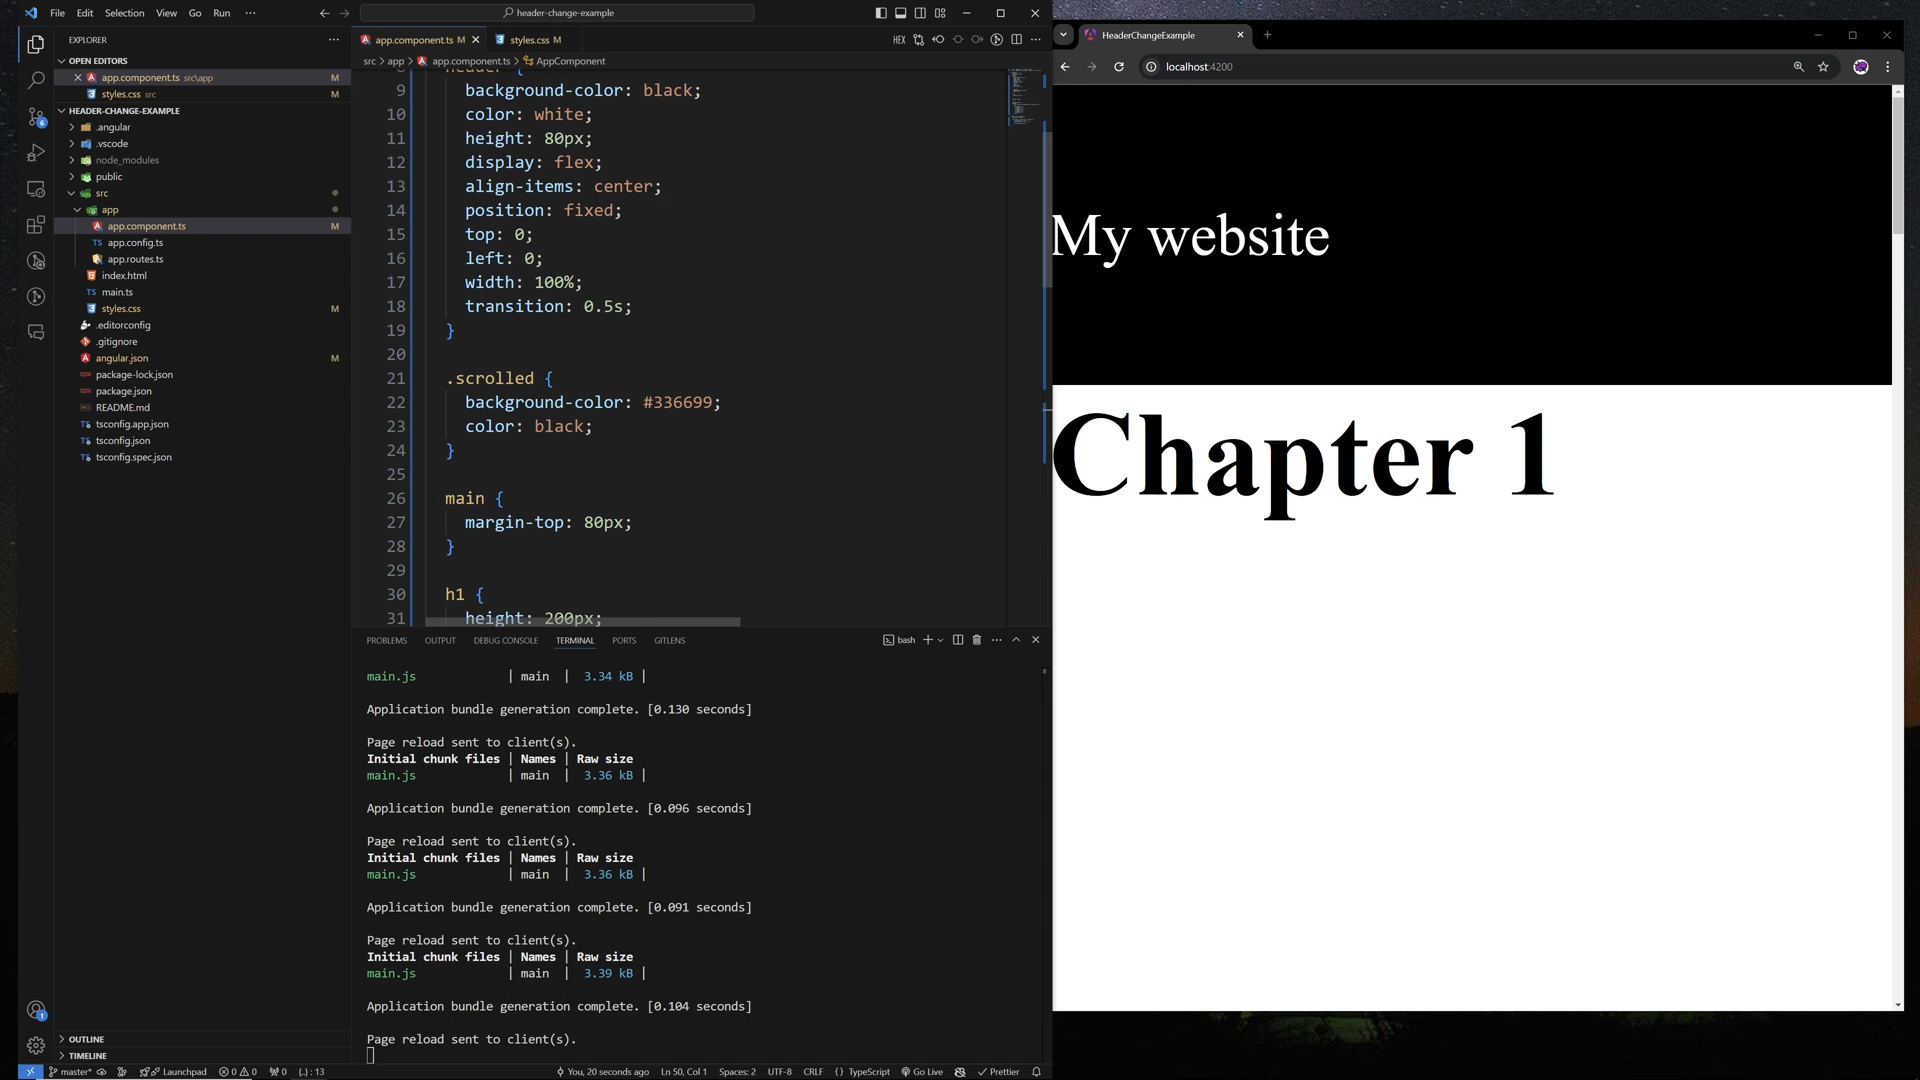 File Edit Selection View Go Run ···
header-change-example
EXPLORER
OPEN EDITORS
app.component.ts src\app M
styles.css src M
HEADER-CHANGE-EXAMPLE
.angular
.vscode
node_modules
public
src
app
app.component.ts M
app.config.ts
app.routes.ts
index.html
main.ts
styles.css M
.editorconfig
.gitignore
angular.json M
package-lock.json
package.json
README.md
tsconfig.app.json
tsconfig.json
tsconfig.spec.json
OUTLINE
TIMELINE
app.component.ts M
styles.css M
HEX
src > app > app.component.ts > AppComponent
header {
9 background-color: black;
10 color: white;
11 height: 80px;
12 display: flex;
13 align-items: center;
14 position: fixed;
15 top: 0;
16 left: 0;
17 width: 100%;
18 transition: 0.5s;
19 }
20
21 .scrolled {
22 background-color: #336699;
23 color: black;
24 }
25
26 main {
27 margin-top: 80px;
28 }
29
30 h1 {
31 height: 200px;
PROBLEMS OUTPUT DEBUG CONSOLE TERMINAL PORTS GITLENS
bash
main.js | main | 3.34 kB |
Application bundle generation complete. [0.130 seconds]
Page reload sent to client(s).
Initial chunk files | Names | Raw size
main.js | main | 3.36 kB |
Application bundle generation complete. [0.096 seconds]
Page reload sent to client(s).
Initial chunk files | Names | Raw size
main.js | main | 3.36 kB |
Application bundle generation complete. [0.091 seconds]
Page reload sent to client(s).
Initial chunk files | Names | Raw size
main.js | main | 3.39 kB |
Application bundle generation complete. [0.104 seconds]
Page reload sent to client(s).
master* Launchpad 0 0 0 {..} : 13
You, 20 seconds ago Ln 50, Col 1 Spaces: 2 UTF-8 CRLF {} TypeScript Go Live Prettier
HeaderChangeExample
localhost:4200
My website
Chapter 1